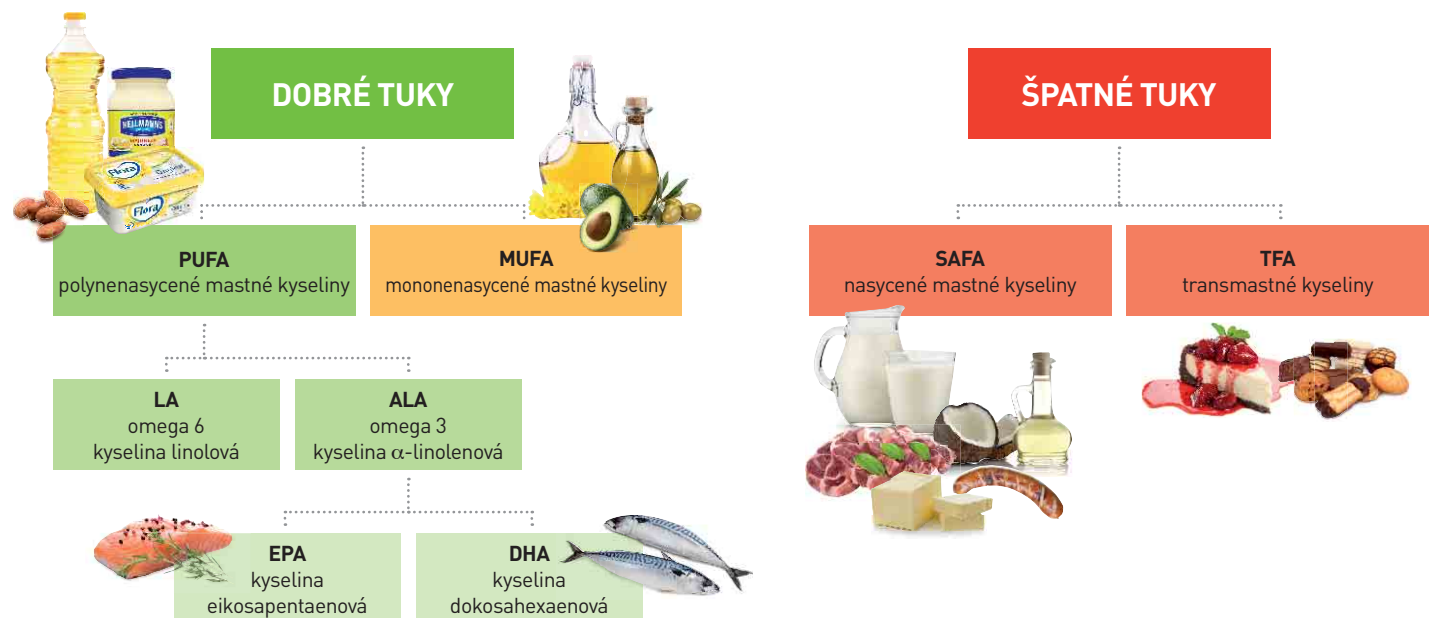 DOBRÉ TUKY
ŠPATNÉ TUKY
HELLMANN'S
Flora
Flora
PUFA
polynenasycené mastné kyseliny
MUFA
mononenasycené mastné kyseliny
SAFA
nasycené mastné kyseliny
TFA
transmastné kyseliny
LA
omega 6
kyselina linolová
ALA
omega 3
kyselina α-linolenová
EPA
kyselina
eikosapentaenová
DHA
kyselina
dokosahexaenová